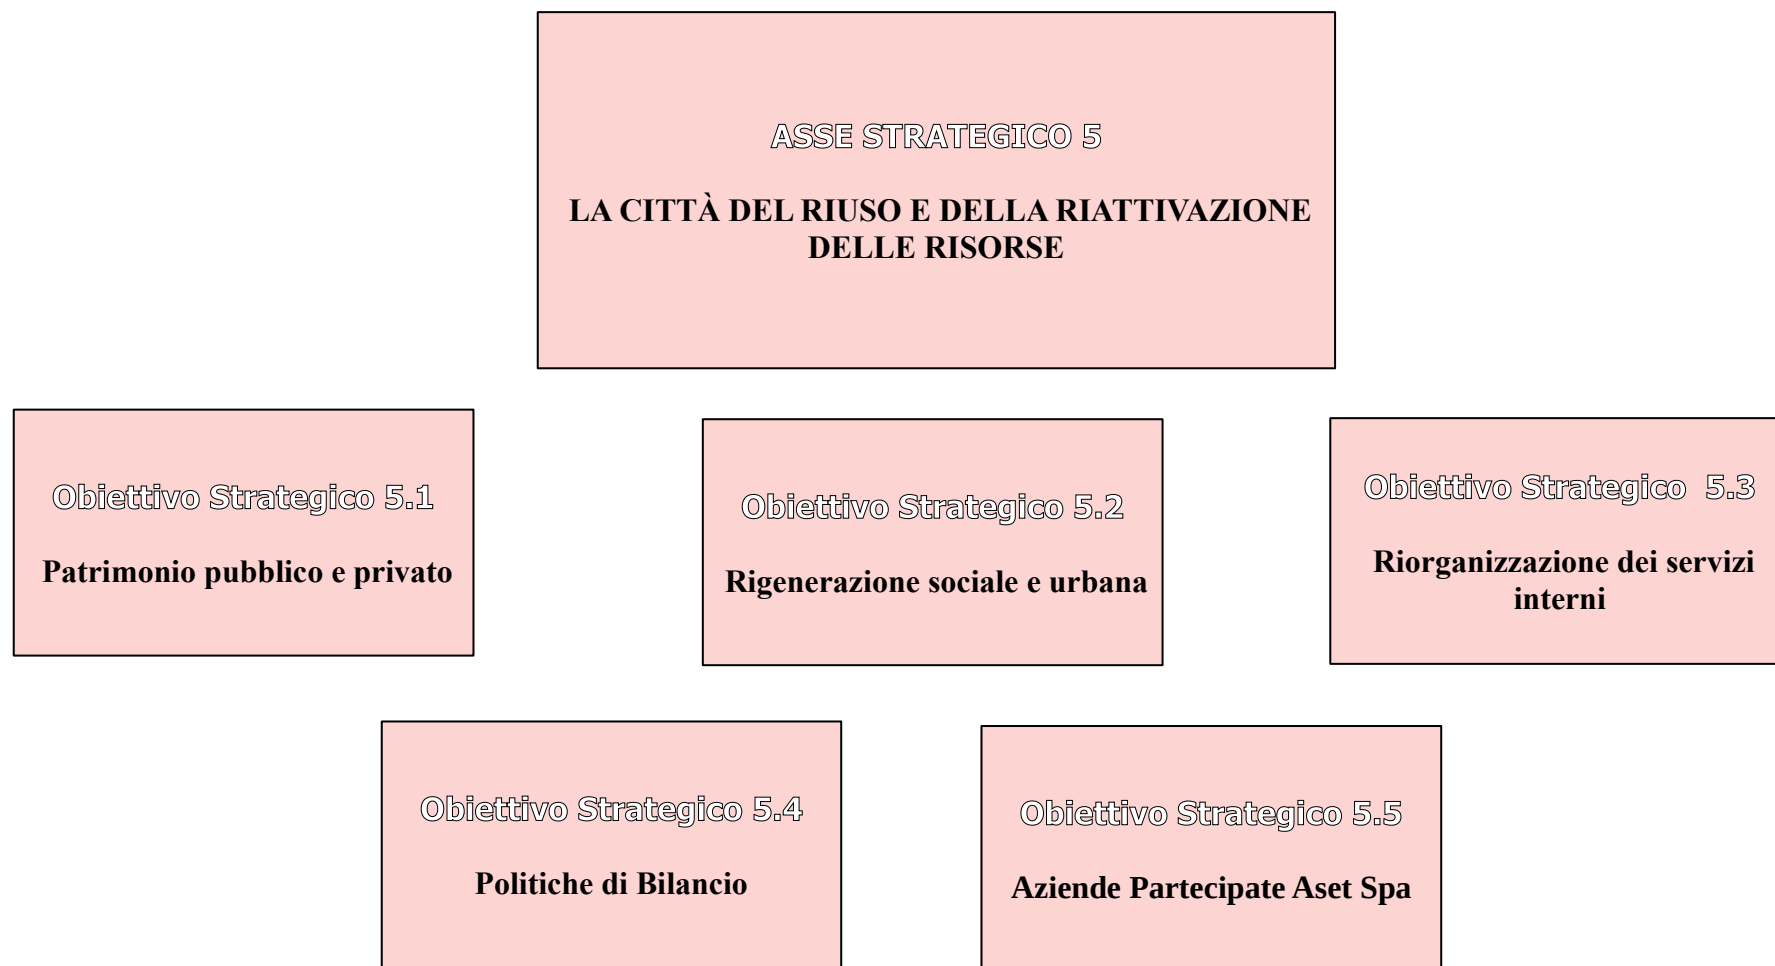 ASSE STRATEGICO 5
LA CITTÀ DEL RIUSO E DELLA RIATTIVAZIONE
DELLE RISORSE
Obiettivo Strategico 5.1
Patrimonio pubblico e privato
Obiettivo Strategico 5.2
Rigenerazione sociale e urbana
Obiettivo Strategico 5.3
Riorganizzazione dei servizi
interni
Obiettivo Strategico 5.4
Politiche di Bilancio
Obiettivo Strategico 5.5
Aziende Partecipate Aset Spa